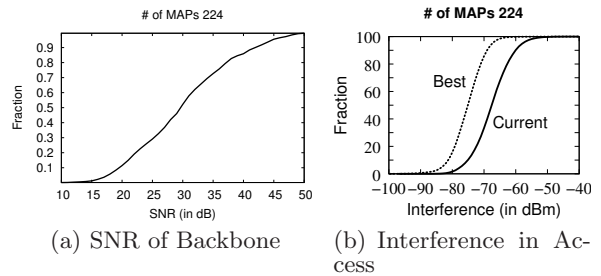 # of MAPs 224
0.9
0.8
0.7
0.6
0.5
0.4
0.3
0.2
0.1
Fraction
10 15 20 25 30 35 40 45 50
SNR (in dB)
(a) SNR of Backbone
# of MAPs 224
100
80
60
40
20
0
Fraction
Best
Current
−100 −90 −80 −70 −60 −50 −40
Interference (in dBm)
(b) Interference in Ac-
cess